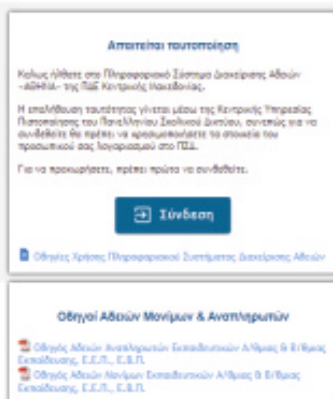 Απαιτείται ταυτοποίηση
Καλως ήλθατε στο Πληροφοριακό Σύστημα Διαχείρισης Αδειών
«ΑΘΗΝΑ» της ΠΔΕ Κεντρικής Μακεδονίας.
Η επαλήθευση ταυτότητας γίνεται μέσω της Κεντρικής Υπηρεσίας
Πιστοποίησης του Πανελλήνιου Σχολικού Δικτύου, συνεπώς για να
συνδεθείτε θα πρέπει να χρησιμοποιήσετε τα στοιχεία του
προσωπικού σας λογαριασμού στο ΠΣΔ.
Για να προχωρήσετε, πρέπει πρώτα να συνδεθείτε.
Σύνδεση
Οδηγίες Χρήσης Πληροφοριακού Συστήματος Διαχείρισης Αδειών
Οδηγοί Αδειών Μονίμων & Αναπληρωτών
Οδηγός Αδειών Αναπληρωτών Εκπαιδευτικών Α/θμιας & Β/θμιας
Εκπαίδευσης, Ε.Ε.Π., Ε.Β.Π.
Οδηγός Αδειών Μονίμων Εκπαιδευτικών Α/θμιας & Β/θμιας
Εκπαίδευσης, Ε.Ε.Π., Ε.Β.Π.